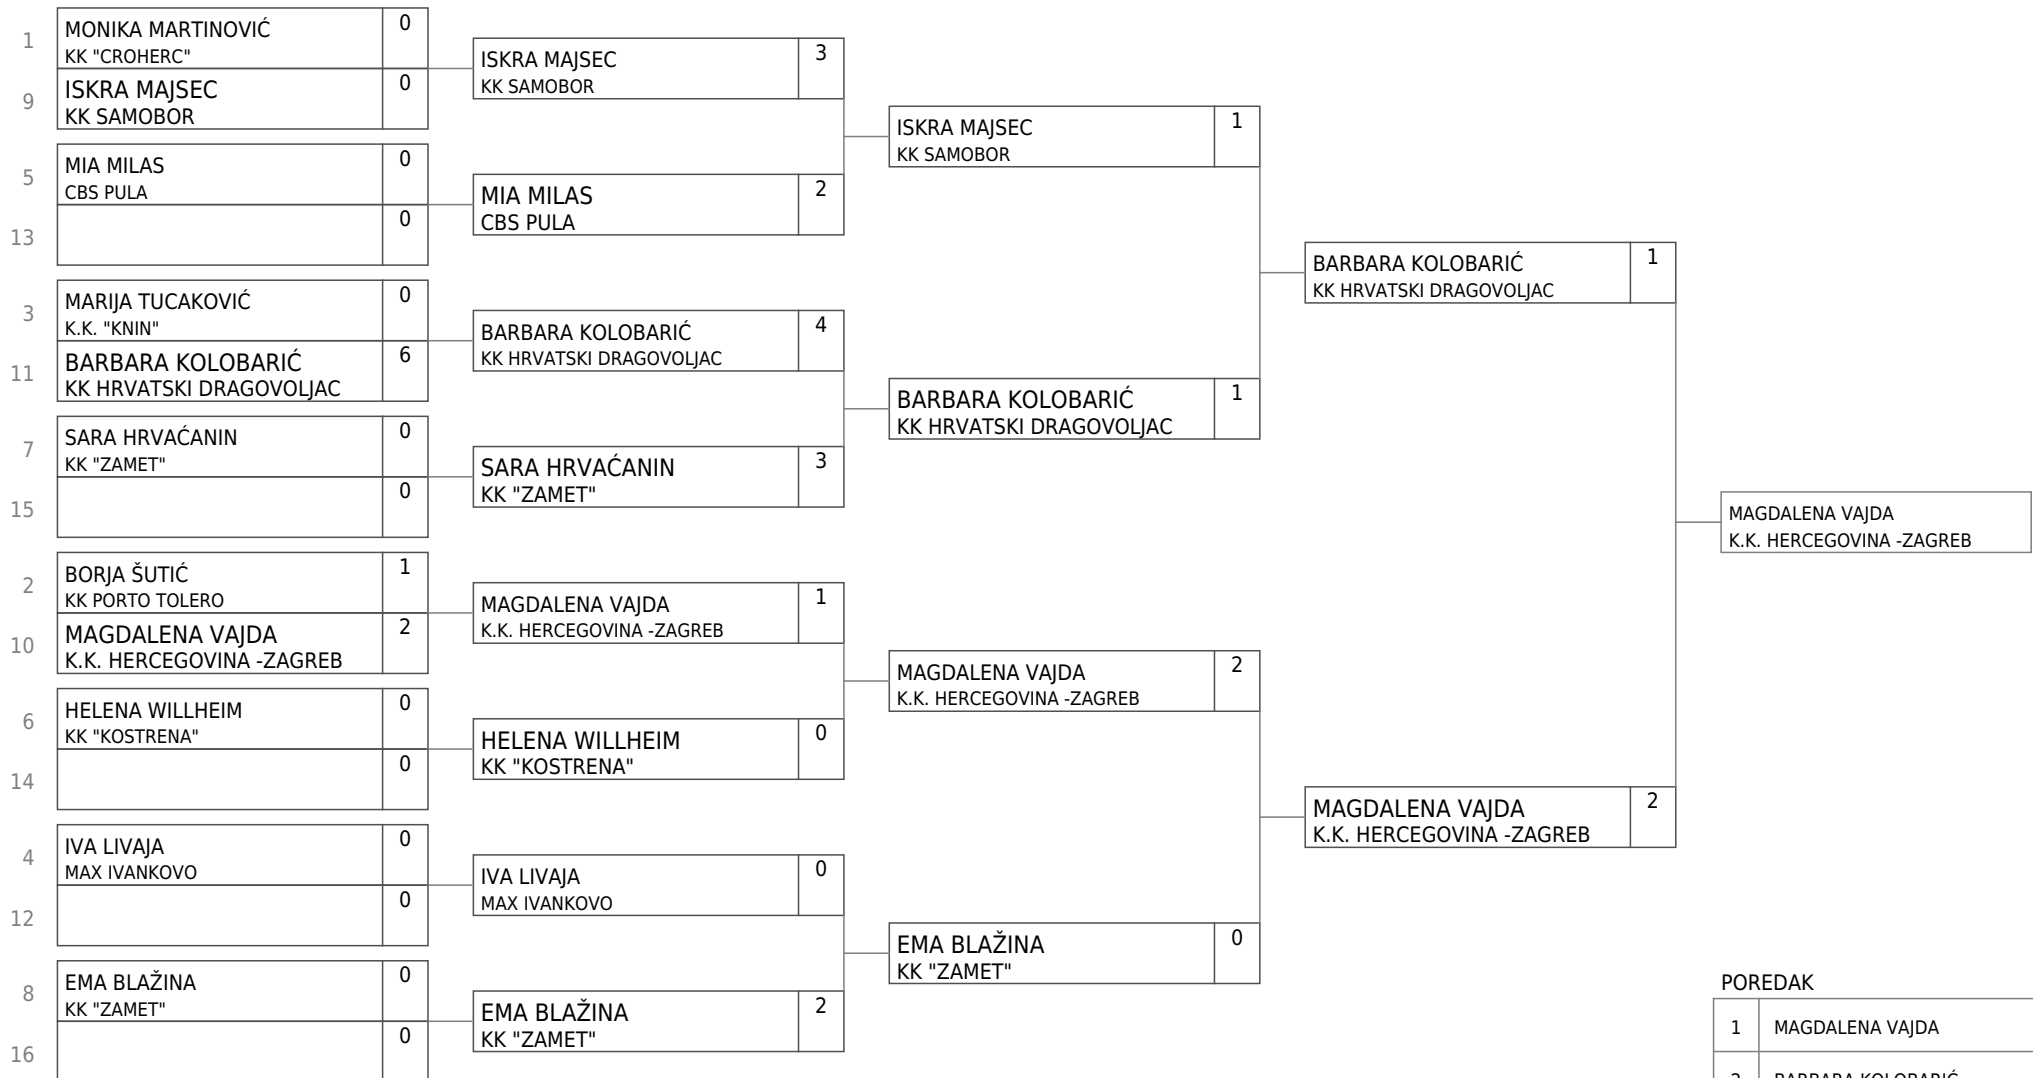 1
MONIKA MARTINOVIĆ
KK "CROHERC"
0
9
ISKRA MAJSEC
KK SAMOBOR
0
5
MIA MILAS
CBS PULA
0
13
0
3
MARIJA TUCAKOVIĆ
K.K. "KNIN"
0
11
BARBARA KOLOBARIĆ
KK HRVATSKI DRAGOVOLJAC
6
7
SARA HRVAĆANIN
KK "ZAMET"
0
15
0
2
BORJA ŠUTIĆ
KK PORTO TOLERO
1
10
MAGDALENA VAJDA
K.K. HERCEGOVINA -ZAGREB
2
6
HELENA WILLHEIM
KK "KOSTRENA"
0
14
0
4
IVA LIVAJA
MAX IVANKOVO
0
12
0
8
EMA BLAŽINA
KK "ZAMET"
0
16
0
ISKRA MAJSEC
KK SAMOBOR
3
MIA MILAS
CBS PULA
2
BARBARA KOLOBARIĆ
KK HRVATSKI DRAGOVOLJAC
4
SARA HRVAĆANIN
KK "ZAMET"
3
MAGDALENA VAJDA
K.K. HERCEGOVINA -ZAGREB
1
HELENA WILLHEIM
KK "KOSTRENA"
0
IVA LIVAJA
MAX IVANKOVO
0
EMA BLAŽINA
KK "ZAMET"
2
ISKRA MAJSEC
KK SAMOBOR
1
BARBARA KOLOBARIĆ
KK HRVATSKI DRAGOVOLJAC
1
MAGDALENA VAJDA
K.K. HERCEGOVINA -ZAGREB
2
EMA BLAŽINA
KK "ZAMET"
0
BARBARA KOLOBARIĆ
KK HRVATSKI DRAGOVOLJAC
1
MAGDALENA VAJDA
K.K. HERCEGOVINA -ZAGREB
2
MAGDALENA VAJDA
K.K. HERCEGOVINA -ZAGREB
POREDAK
1 MAGDALENA VAJDA
2 BARBARA KOLOBARIĆ